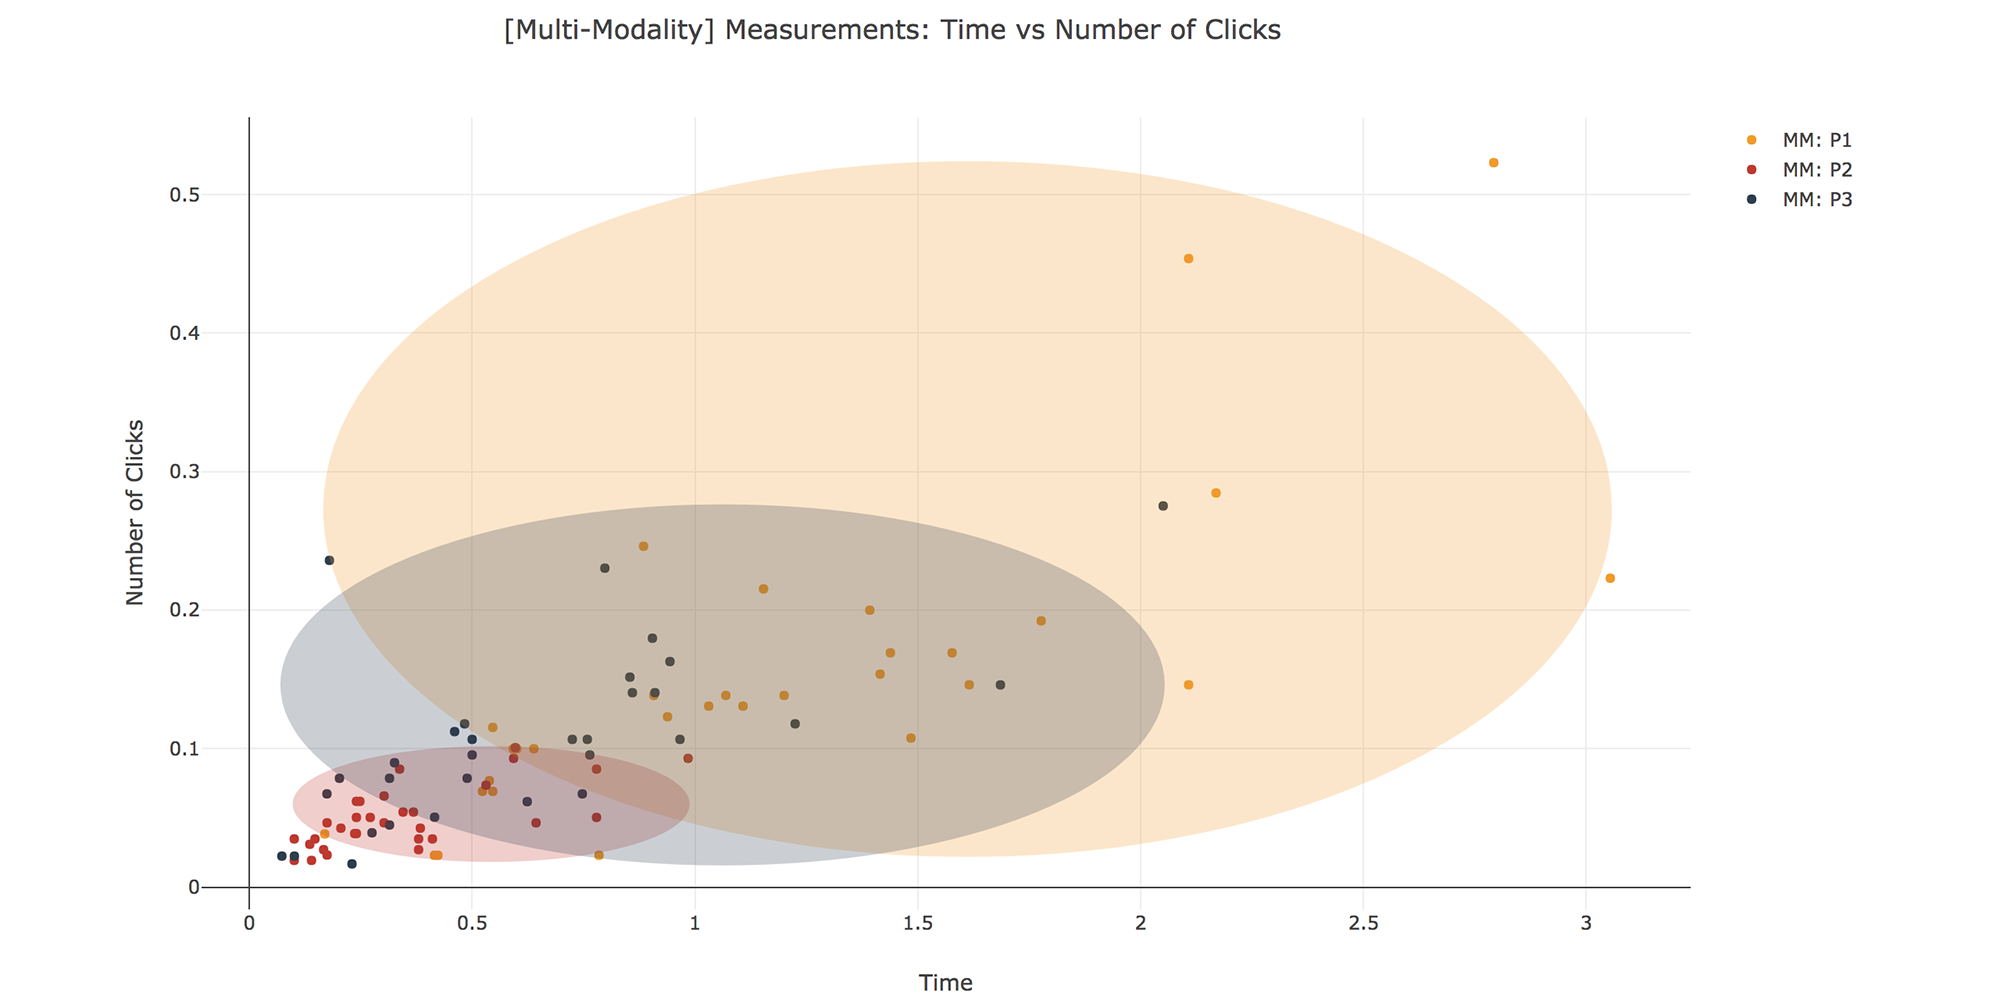 [Multi-Modality] Measurements: Time vs Number of Clicks
MM: P1
MM: P2
MM: P3
Number of Clicks
0.5
0.4
0.3
0.2
0.1
0
0 0.5 1 1.5 2 2.5 3
Time